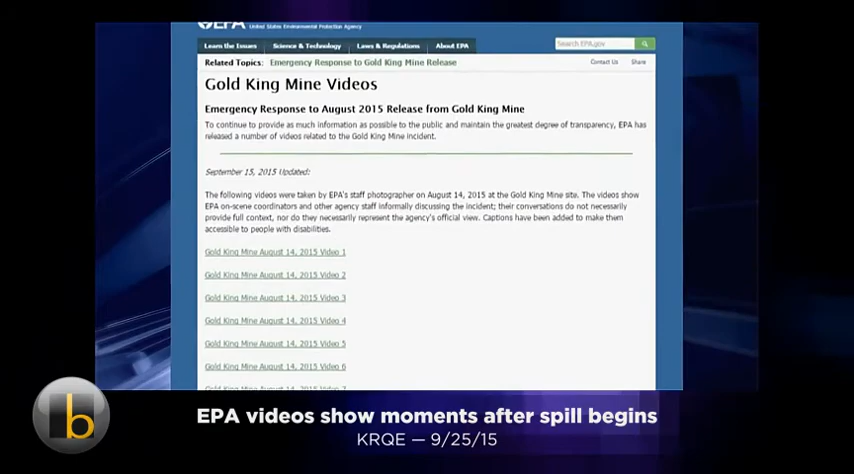 EPA United States Environmental Protection Agency
Learn the Issues Science & Technology Laws & Regulations About EPA Search EPA.gov
Related Topics: Emergency Response to Gold King Mine Release Contact Us Share
Gold King Mine Videos
Emergency Response to August 2015 Release from Gold King Mine
To continue to provide as much information as possible to the public and maintain the greatest degree of transparency, EPA has
released a number of videos related to the Gold King Mine incident.
September 15, 2015 Updated:
The following videos were taken by EPA's staff photographer on August 14, 2015 at the Gold King Mine site. The videos show
EPA on-scene coordinators and other agency staff informally discussing the incident; their conversations do not necessarily
provide full context, nor do they necessarily represent the agency's official view. Captions have been added to make them
accessible to people with disabilities.
Gold King Mine August 14, 2015 Video 1
Gold King Mine August 14, 2015 Video 2
Gold King Mine August 14, 2015 Video 3
Gold King Mine August 14, 2015 Video 4
Gold King Mine August 14, 2015 Video 5
Gold King Mine August 14, 2015 Video 6
Gold King Mine August 14, 2015 Video 7
b
EPA videos show moments after spill begins
KRQE — 9/25/15